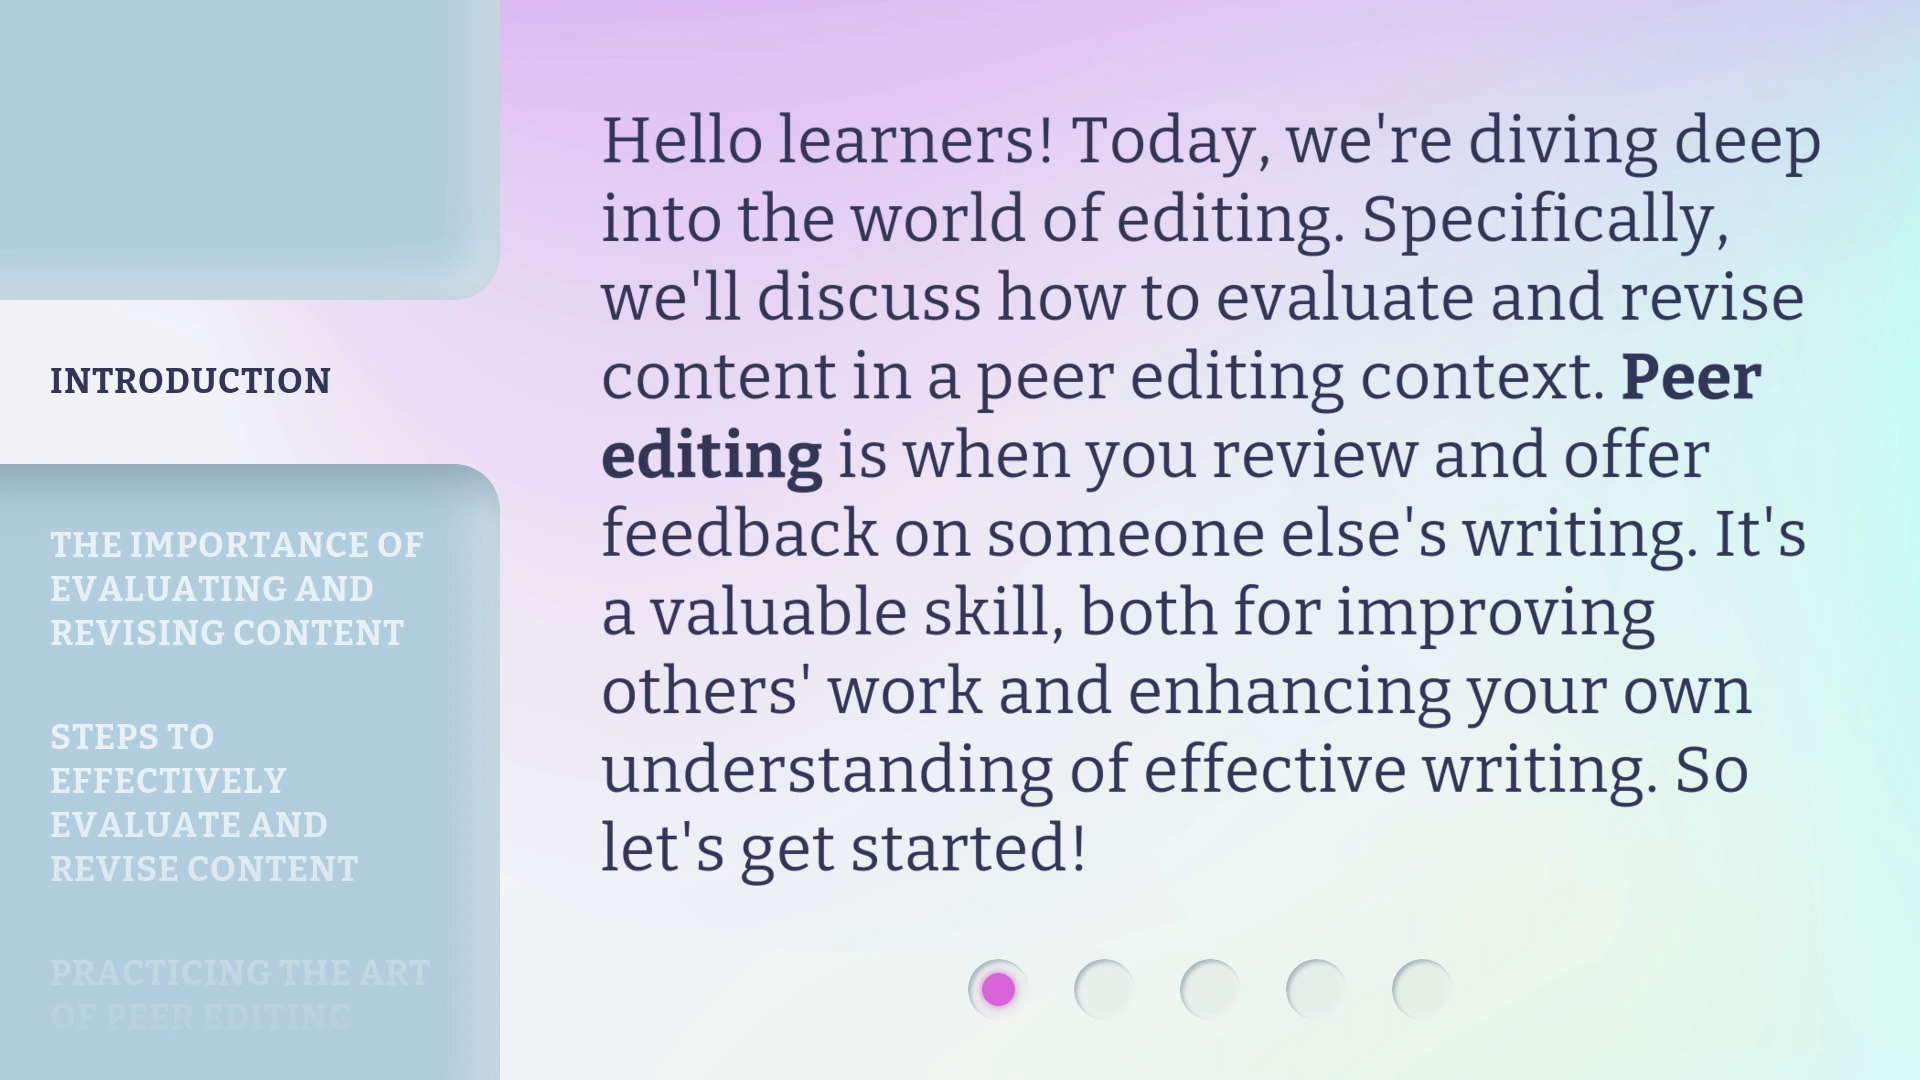 INTRODUCTION
THE IMPORTANCE OF
EVALUATING AND
REVISING CONTENT
STEPS TO
EFFECTIVELY
EVALUATE AND
REVISE CONTENT
PRACTICING THE ART
OF PEER EDITING
Hello learners! Today, we're diving deep
into the world of editing. Specifically,
we'll discuss how to evaluate and revise
content in a peer editing context. Peer
editing is when you review and offer
feedback on someone else's writing. It's
a valuable skill, both for improving
others' work and enhancing your own
understanding of effective writing. So
let's get started!